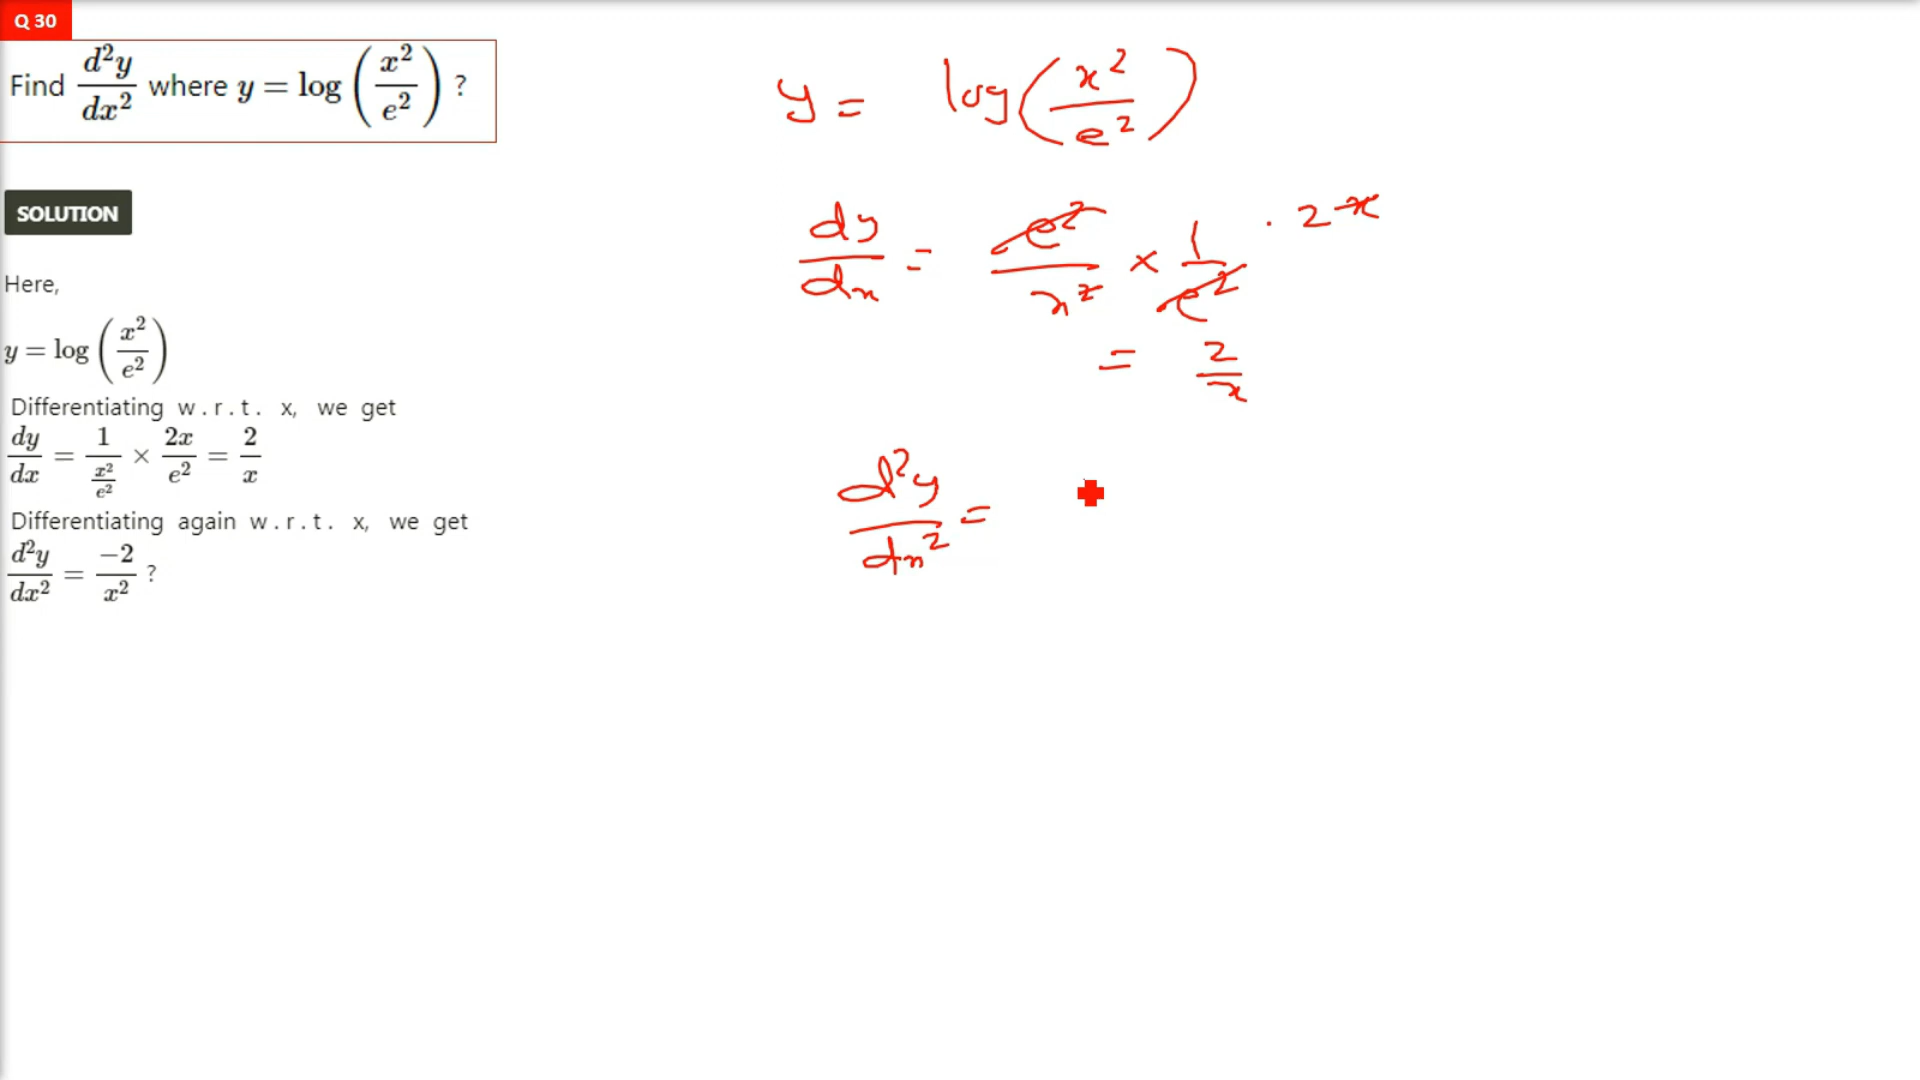 Q 30
Find d²y/dx² where y = log (x²/e²) ?
SOLUTION
Here,
y = log (x²/e²)
Differentiating w.r.t. x, we get
dy/dx = 1/(x²/e²) × 2x/e² = 2/x
Differentiating again w.r.t. x, we get
d²y/dx² = −2/x² ?
y = log (x²/e²)
dy/dx = e²/x² × 1/e² · 2x
= 2/x
d²y/dx² =